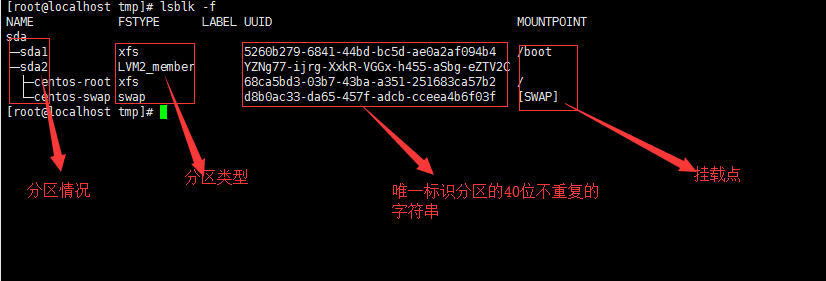 [root@localhost tmp]# lsblk -f
NAME FSTYPE LABEL UUID MOUNTPOINT
sda
─sda1 xfs 5260b279-6841-44bd-bc5d-ae0a2af094b4 /boot
─sda2 LVM2_member YZNg77-ijrg-XxkR-VGGx-h455-aSbg-eZTV2C
├─centos-root xfs 68ca5bd3-03b7-43ba-a351-251683ca57b2 /
└─centos-swap swap d8b0ac33-da65-457f-adcb-cceea4b6f03f [SWAP]
[root@localhost tmp]#
分区情况
分区类型
唯一标识分区的40位不重复的
字符串
挂载点